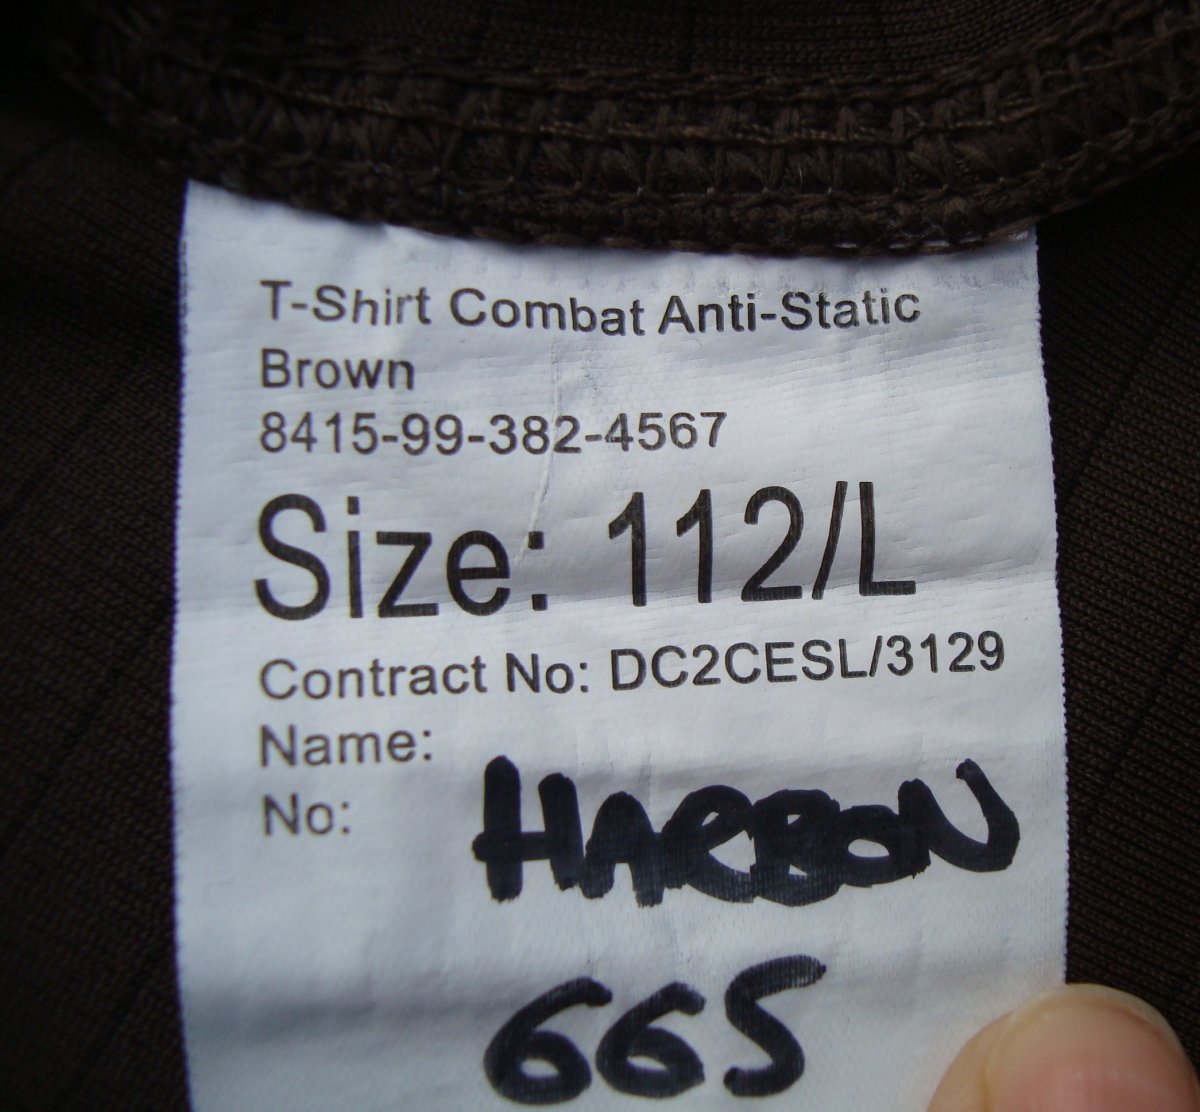 T-Shirt Combat Anti-Static
Brown
8415-99-382-4567
Size: 112/L
Contract No: DC2CESL/3129
Name:
No:
HARBON
665